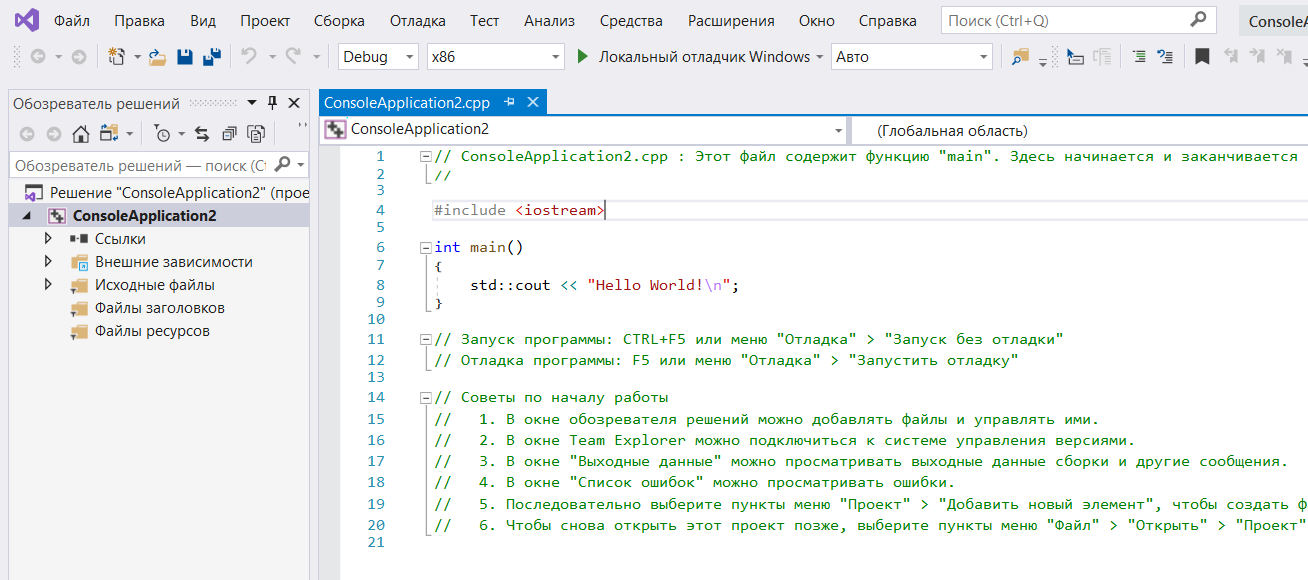 Файл Правка Вид Проект Сборка Отладка Тест Анализ Средства Расширения Окно Справка Поиск (Ctrl+Q) ConsoleA
Debug x86 Локальный отладчик Windows Авто
Обозреватель решений
Обозреватель решений — поиск (Ct
Решение "ConsoleApplication2" (прое
ConsoleApplication2
Ссылки
Внешние зависимости
Исходные файлы
Файлы заголовков
Файлы ресурсов
ConsoleApplication2.cpp
ConsoleApplication2 (Глобальная область)
1 // ConsoleApplication2.cpp : Этот файл содержит функцию "main". Здесь начинается и заканчивается
2 //
3
4 #include <iostream>
5
6 int main()
7 {
8 std::cout << "Hello World!\n";
9 }
10
11 // Запуск программы: CTRL+F5 или меню "Отладка" > "Запуск без отладки"
12 // Отладка программы: F5 или меню "Отладка" > "Запустить отладку"
13
14 // Советы по началу работы
15 // 1. В окне обозревателя решений можно добавлять файлы и управлять ими.
16 // 2. В окне Team Explorer можно подключиться к системе управления версиями.
17 // 3. В окне "Выходные данные" можно просматривать выходные данные сборки и другие сообщения.
18 // 4. В окне "Список ошибок" можно просматривать ошибки.
19 // 5. Последовательно выберите пункты меню "Проект" > "Добавить новый элемент", чтобы создать ф
20 // 6. Чтобы снова открыть этот проект позже, выберите пункты меню "Файл" > "Открыть" > "Проект"
21